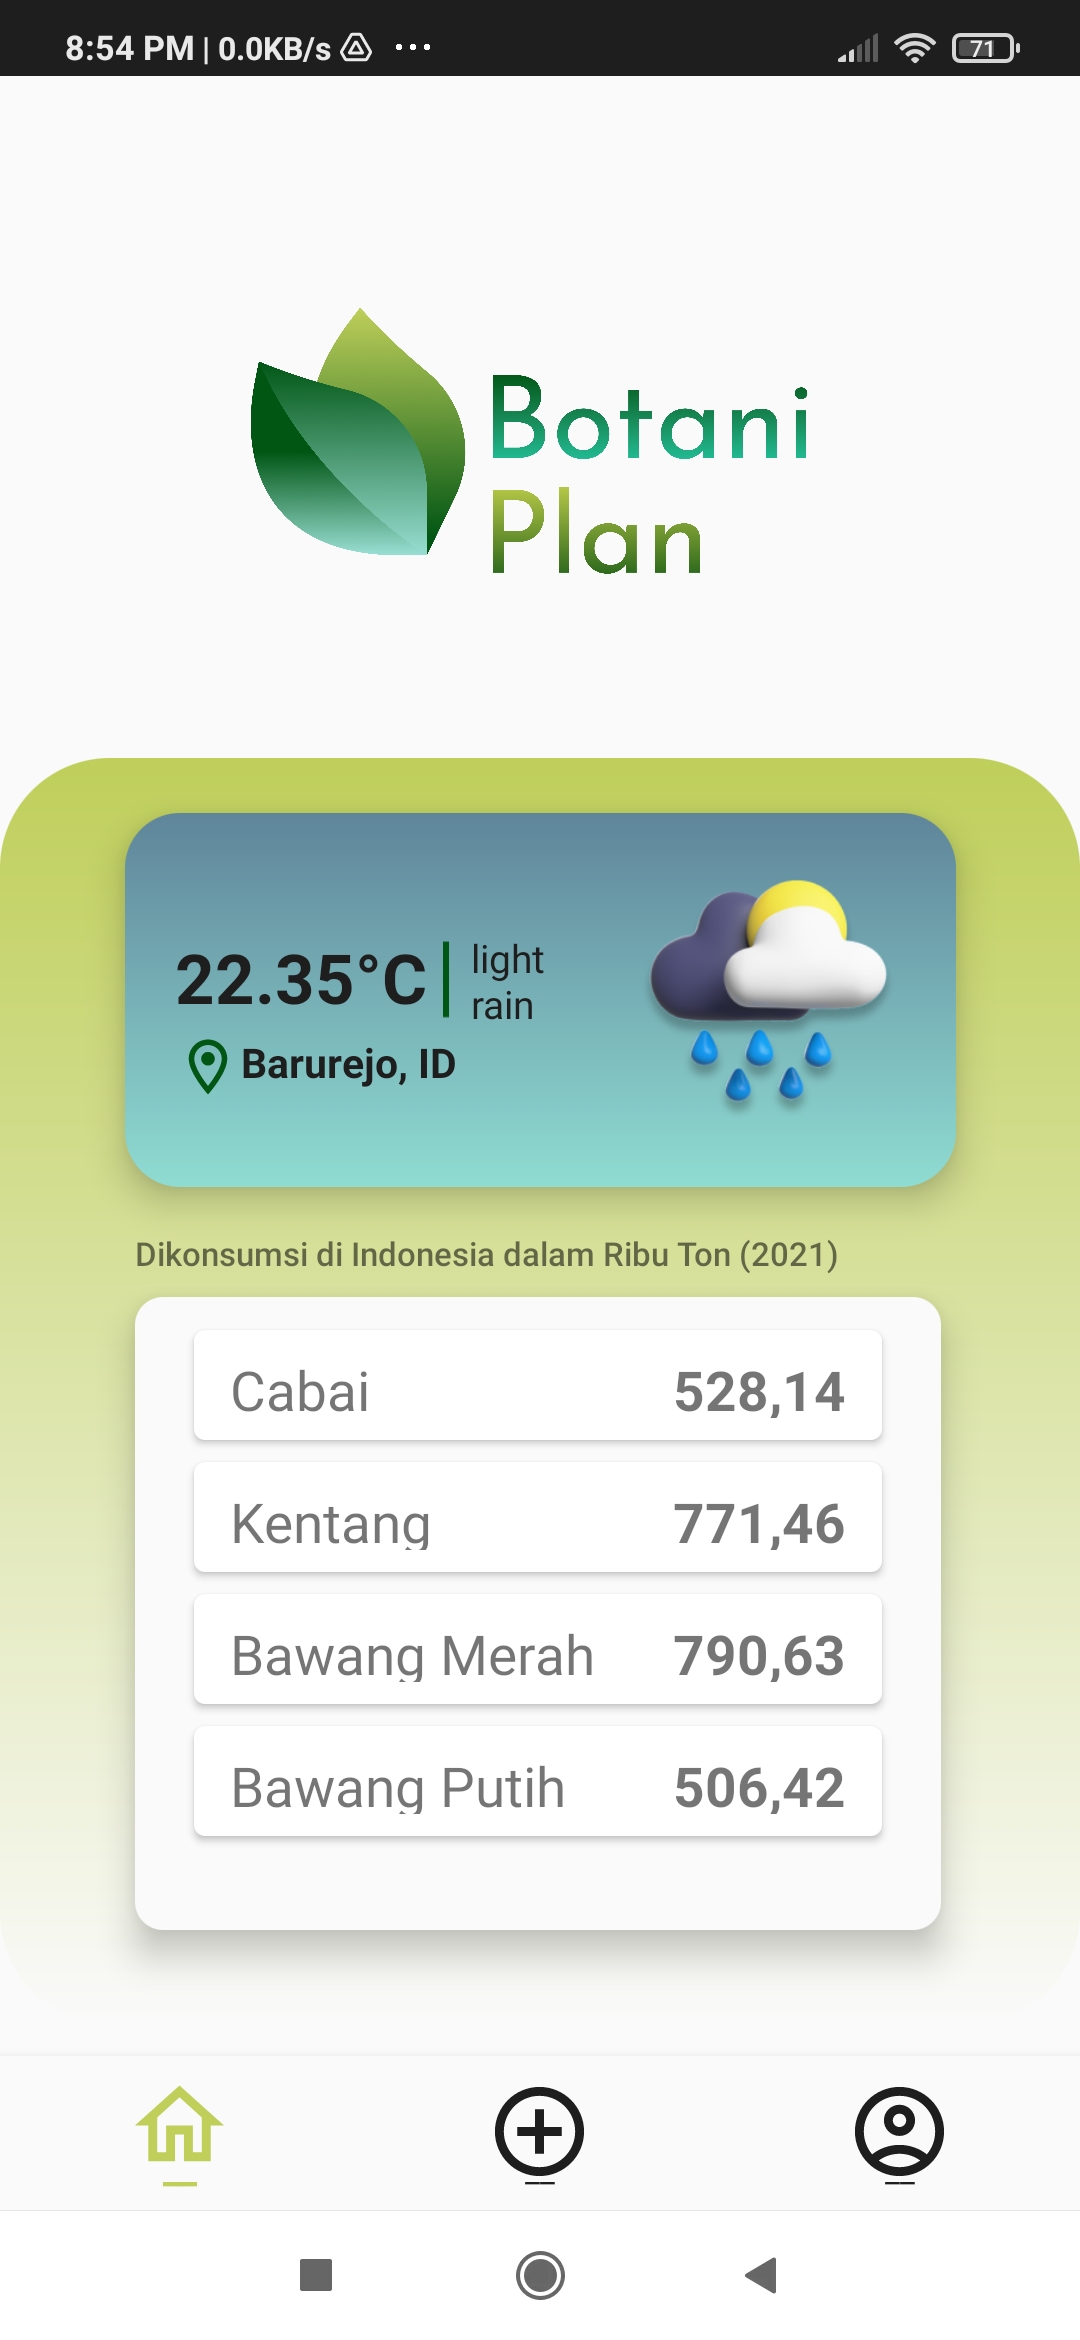 8:54 PM | 0.0KB/s ...
71
Botani
Plan
22.35°C
light
rain
Barurejo, ID
Dikonsumsi di Indonesia dalam Ribu Ton (2021)
Cabai 528,14
Kentang 771,46
Bawang Merah 790,63
Bawang Putih 506,42